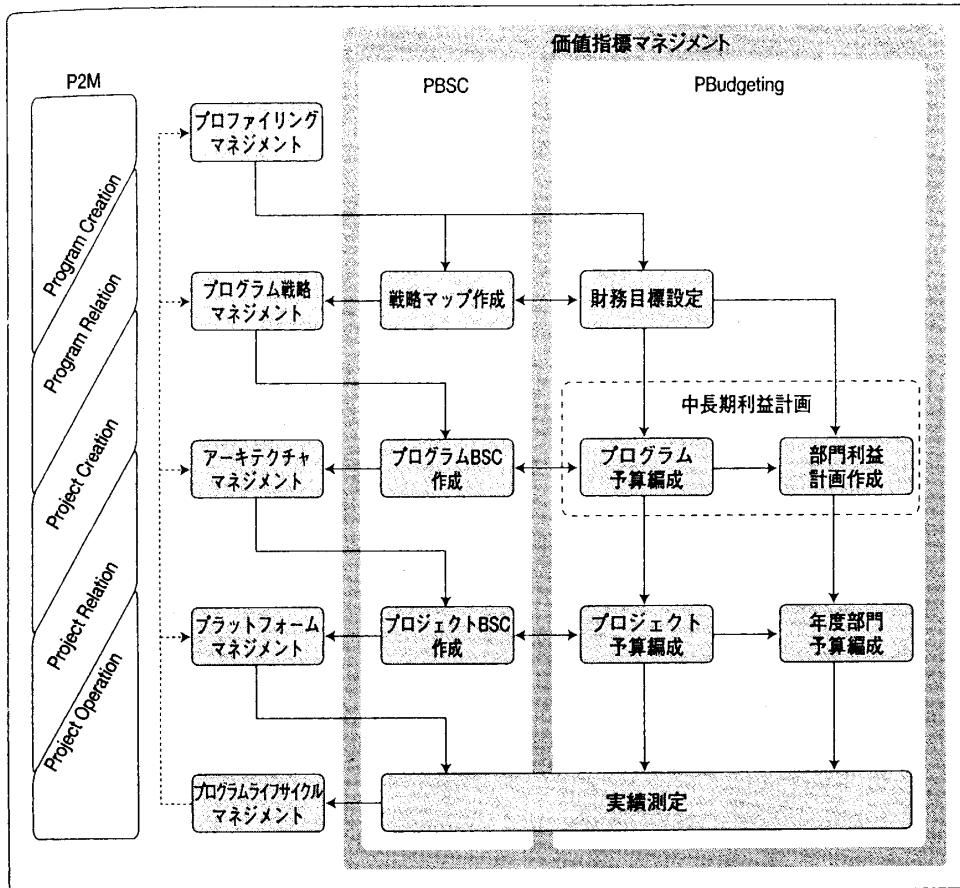 価値指標マネジメント
P2M
PBSC
PBudgeting
プロファイリング
マネジメント
Program Creation
プログラム戦略
マネジメント
戦略マップ作成
財務目標設定
Program Relation
中長期利益計画
アーキテクチャ
マネジメント
プログラムBSC
作成
プログラム
予算編成
部門利益
計画作成
Project Creation
プラットフォーム
マネジメント
プロジェクトBSC
作成
プロジェクト
予算編成
年度部門
予算編成
Project Relation
Project Operation
プログラムライフサイクル
マネジメント
実績測定